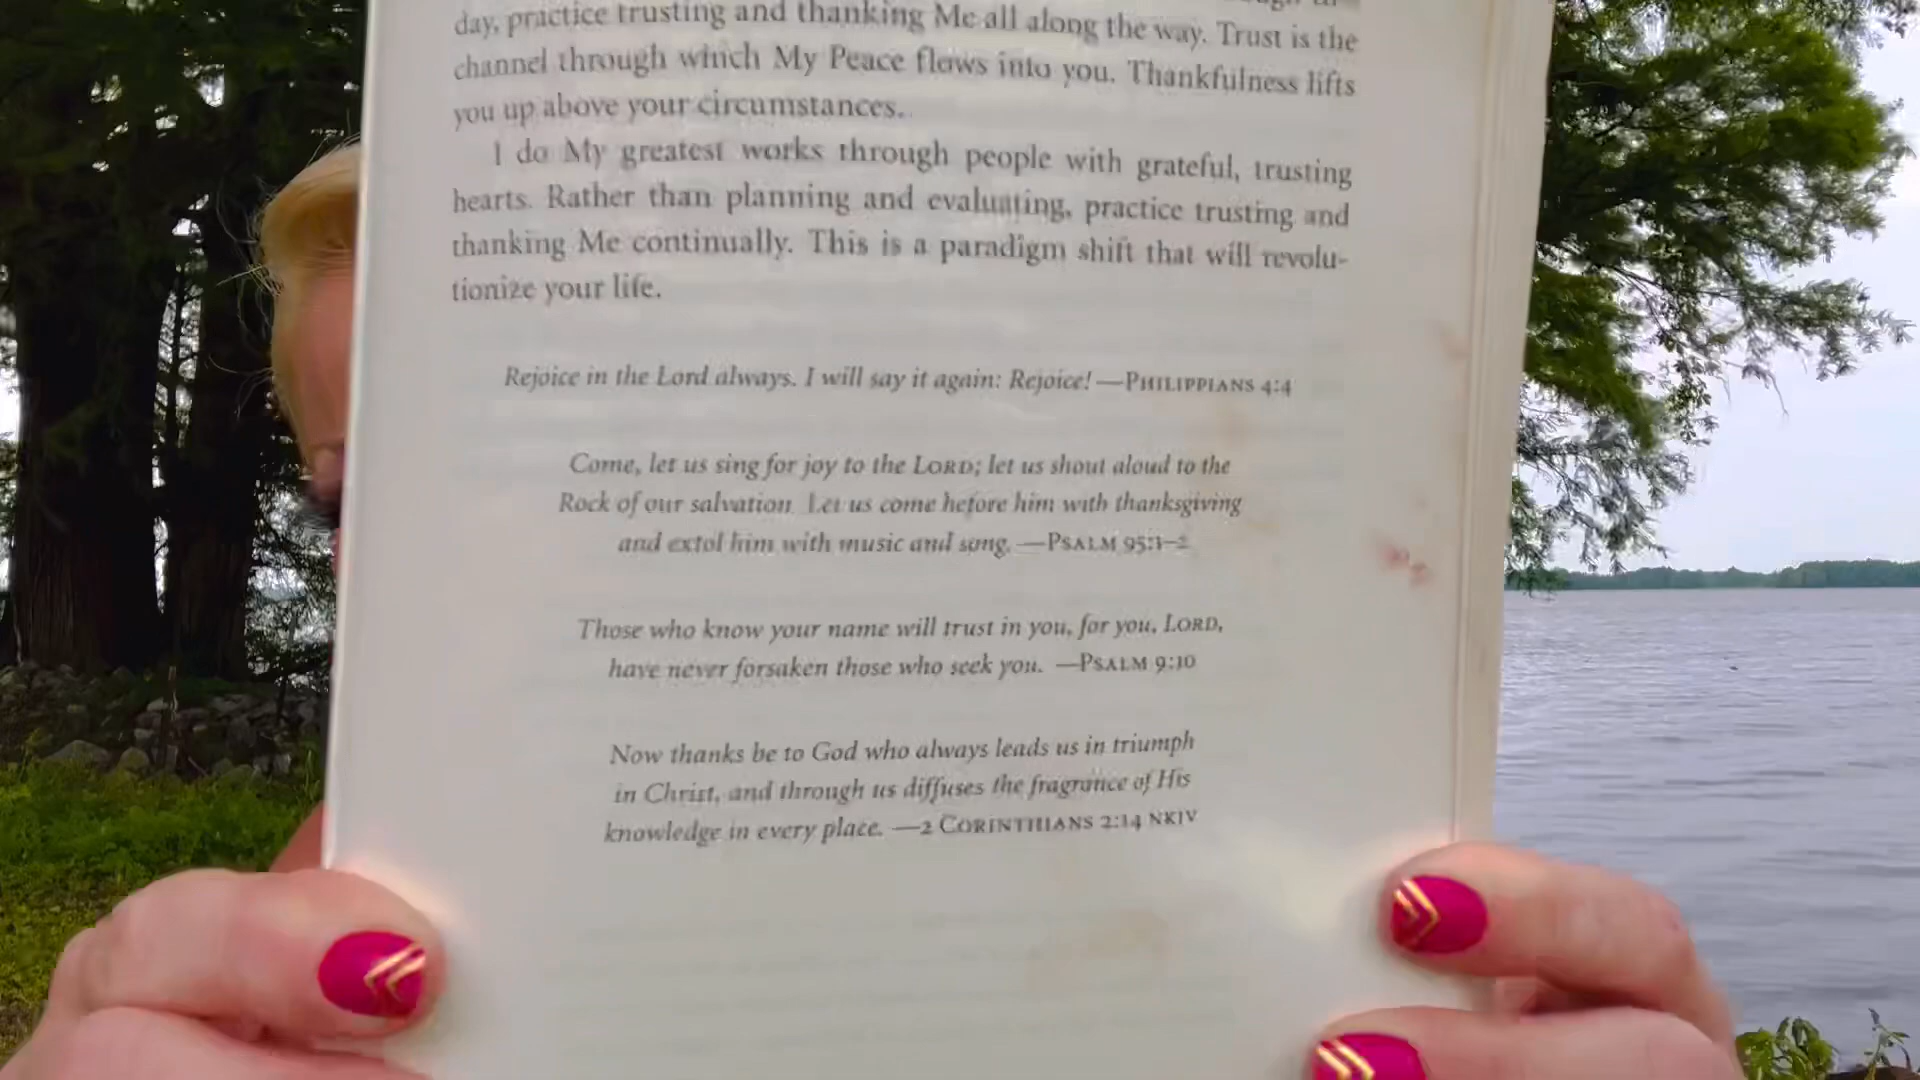 day, practice trusting and thanking Me all along the way. Trust is the
channel through which My Peace flows into you. Thankfulness lifts
you up above your circumstances.
I do My greatest works through people with grateful, trusting
hearts. Rather than planning and evaluating, practice trusting and
thanking Me continually. This is a paradigm shift that will revolu-
tionize your life.
Rejoice in the Lord always. I will say it again: Rejoice! —PHILIPPIANS 4:4
Come, let us sing for joy to the LORD; let us shout aloud to the
Rock of our salvation. Let us come before him with thanksgiving
and extol him with music and song. —PSALM 95:1–2
Those who know your name will trust in you, for you, LORD,
have never forsaken those who seek you. —PSALM 9:10
Now thanks be to God who always leads us in triumph
in Christ, and through us diffuses the fragrance of His
knowledge in every place. —2 CORINTHIANS 2:14 NKJV